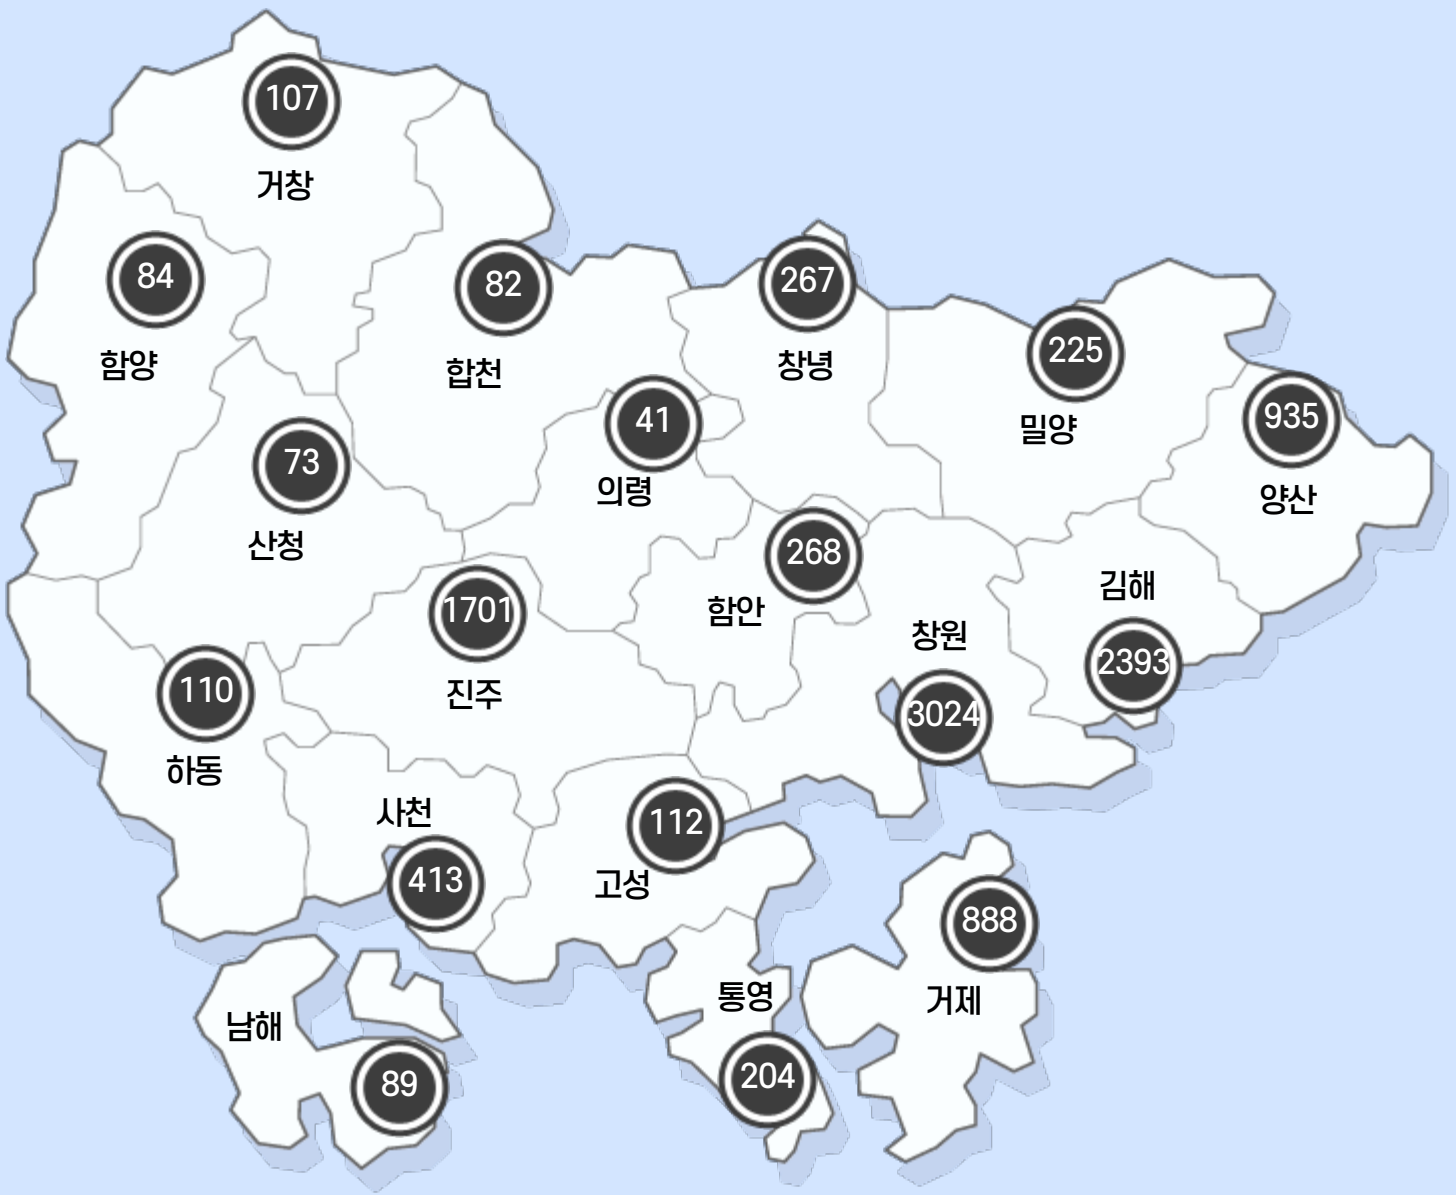 107
거창
84
함양
82
합천
267
창녕
225
밀양
935
양산
41
의령
73
산청
268
함안
김해
2393
1701
진주
창원
3024
110
하동
사천
413
112
고성
888
거제
통영
204
남해
89